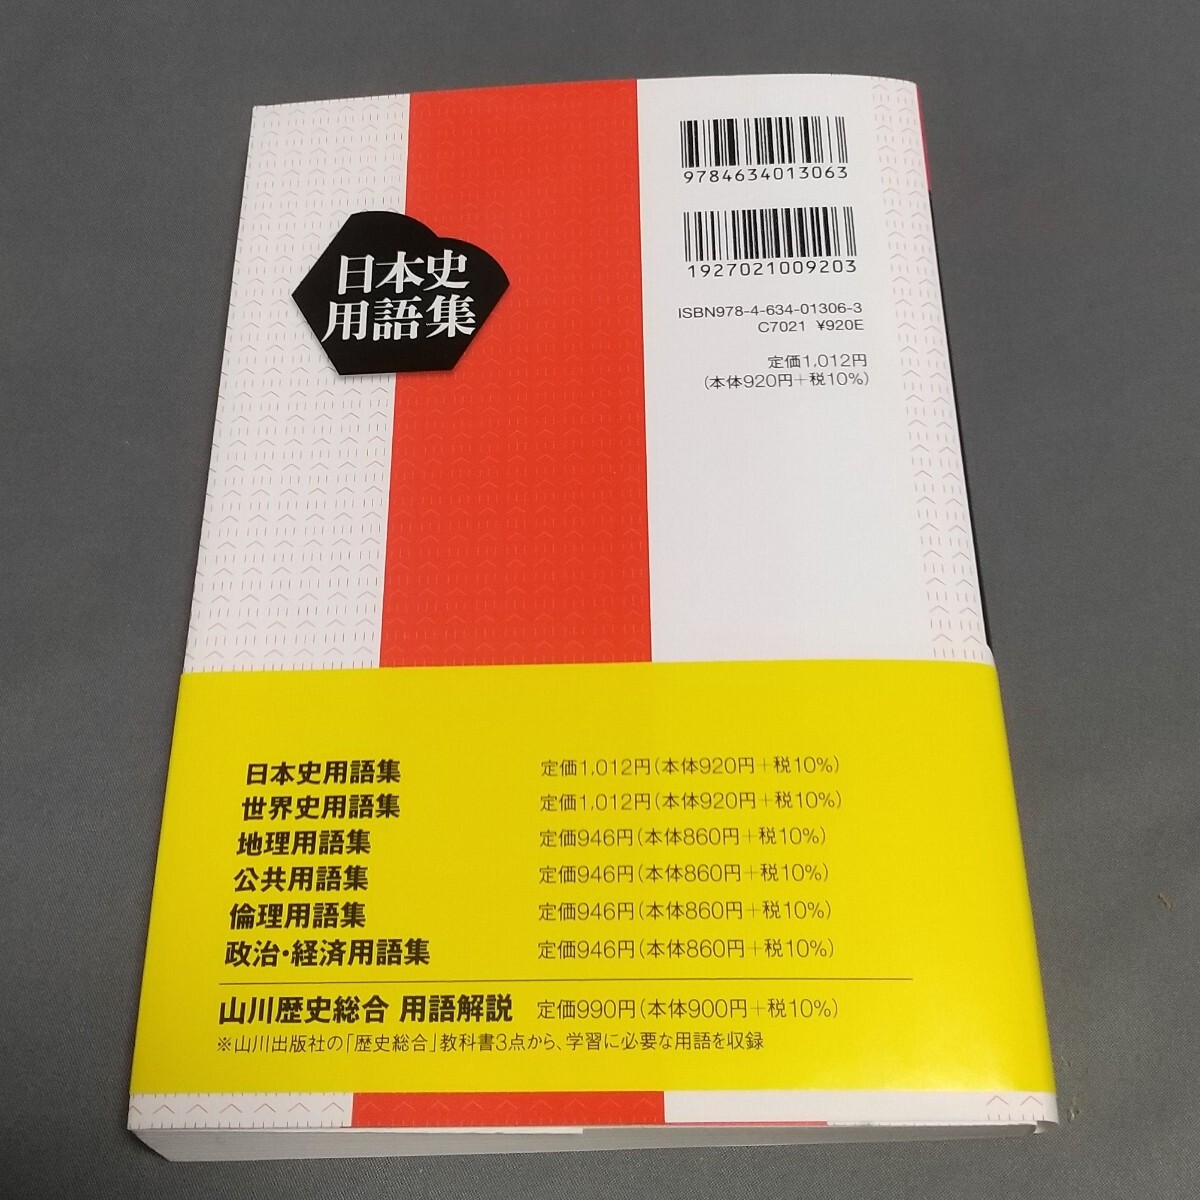 9784634013063
1927021009203
ISBN978-4-634-01306-3
C7021 ¥920E
定価1,012円
(本体920円+税10%)
日本史
用語集
日本史用語集 定価1,012円(本体920円+税10%)
世界史用語集 定価1,012円(本体920円+税10%)
地理用語集 定価946円(本体860円+税10%)
公共用語集 定価946円(本体860円+税10%)
倫理用語集 定価946円(本体860円+税10%)
政治・経済用語集 定価946円(本体860円+税10%)
山川歴史総合 用語解説 定価990円(本体900円+税10%)
※山川出版社の「歴史総合」教科書3点から、学習に必要な用語を収録